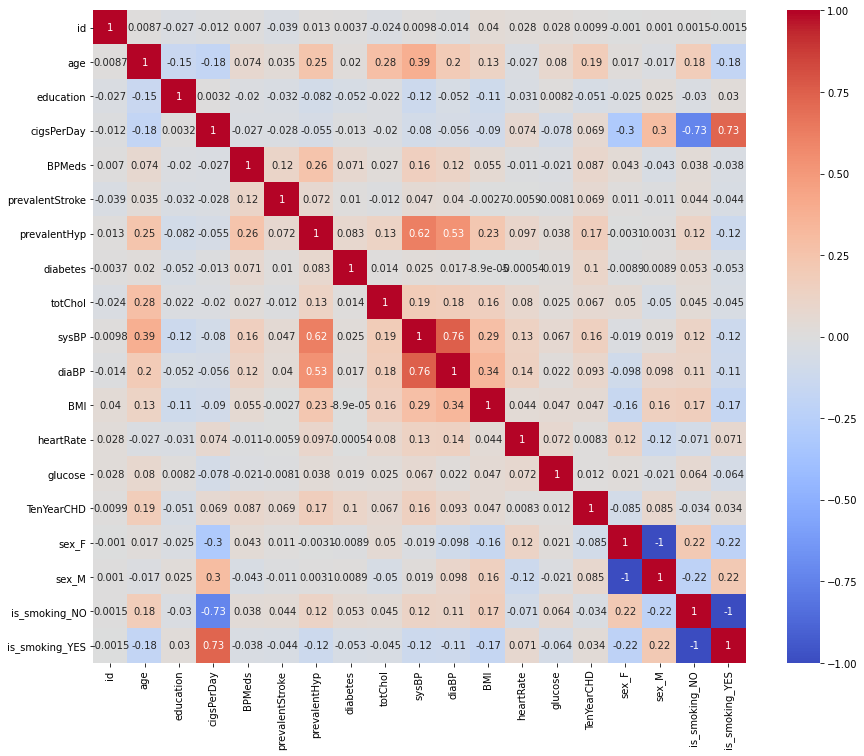 id 1 0.0087 -0.027 -0.012 0.007 -0.039 0.013 0.0037 -0.024 0.0098 -0.014 0.04 0.028 0.028 0.0099 -0.001 0.001 0.0015 -0.0015
age 0.0087 1 -0.15 -0.18 0.074 0.035 0.25 0.02 0.28 0.39 0.2 0.13 -0.027 0.08 0.19 0.017 -0.017 0.18 -0.18
education -0.027 -0.15 1 0.0032 -0.02 -0.032 -0.082 -0.052 -0.022 -0.12 -0.052 -0.11 -0.031 0.0082 -0.051 -0.025 0.025 -0.03 0.03
cigsPerDay -0.012 -0.18 0.0032 1 -0.027 -0.028 -0.055 -0.013 -0.02 -0.08 -0.056 -0.09 0.074 -0.078 0.069 -0.3 0.3 -0.73 0.73
BPMeds 0.007 0.074 -0.02 -0.027 1 0.12 0.26 0.071 0.027 0.16 0.12 0.055 -0.011 -0.021 0.087 0.043 -0.043 0.038 -0.038
prevalentStroke -0.039 0.035 -0.032 -0.028 0.12 1 0.072 0.01 -0.012 0.047 0.04 -0.0027 -0.0059 -0.0081 0.069 0.011 -0.011 0.044 -0.044
prevalentHyp 0.013 0.25 -0.082 -0.055 0.26 0.072 1 0.083 0.13 0.62 0.53 0.23 0.097 0.038 0.17 -0.0031 0.0031 0.12 -0.12
diabetes 0.0037 0.02 -0.052 -0.013 0.071 0.01 0.083 1 0.014 0.025 0.017 -8.9e-05 -0.00054 0.019 0.1 -0.0089 0.0089 0.053 -0.053
totChol -0.024 0.28 -0.022 -0.02 0.027 -0.012 0.13 0.014 1 0.19 0.18 0.16 0.08 0.025 0.067 0.05 -0.05 0.045 -0.045
sysBP 0.0098 0.39 -0.12 -0.08 0.16 0.047 0.62 0.025 0.19 1 0.76 0.29 0.13 0.067 0.16 -0.019 0.019 0.12 -0.12
diaBP -0.014 0.2 -0.052 -0.056 0.12 0.04 0.53 0.017 0.18 0.76 1 0.34 0.14 0.022 0.093 -0.098 0.098 0.11 -0.11
BMI 0.04 0.13 -0.11 -0.09 0.055 -0.0027 0.23 -8.9e-05 0.16 0.29 0.34 1 0.044 0.047 0.047 -0.16 0.16 0.17 -0.17
heartRate 0.028 -0.027 -0.031 0.074 -0.011 -0.0059 0.097 -0.00054 0.08 0.13 0.14 0.044 1 0.072 0.0083 0.12 -0.12 -0.071 0.071
glucose 0.028 0.08 0.0082 -0.078 -0.021 -0.0081 0.038 0.019 0.025 0.067 0.022 0.047 0.072 1 0.012 0.021 -0.021 0.064 -0.064
TenYearCHD 0.0099 0.19 -0.051 0.069 0.087 0.069 0.17 0.1 0.067 0.16 0.093 0.047 0.0083 0.012 1 -0.085 0.085 -0.034 0.034
sex_F -0.001 0.017 -0.025 -0.3 0.043 0.011 -0.0031 -0.0089 0.05 -0.019 -0.098 -0.16 0.12 0.021 -0.085 1 -1 0.22 -0.22
sex_M 0.001 -0.017 0.025 0.3 -0.043 -0.011 0.0031 0.0089 -0.05 0.019 0.098 0.16 -0.12 -0.021 0.085 -1 1 -0.22 0.22
is_smoking_NO 0.0015 0.18 -0.03 -0.73 0.038 0.044 0.12 0.053 0.045 0.12 0.11 0.17 -0.071 0.064 -0.034 0.22 -0.22 1 -1
is_smoking_YES -0.0015 -0.18 0.03 0.73 -0.038 -0.044 -0.12 -0.053 -0.045 -0.12 -0.11 -0.17 0.071 -0.064 0.034 -0.22 0.22 -1 1
id age education cigsPerDay BPMeds prevalentStroke prevalentHyp diabetes totChol sysBP diaBP BMI heartRate glucose TenYearCHD sex_F sex_M is_smoking_NO is_smoking_YES
1.00
0.75
0.50
0.25
0.00
-0.25
-0.50
-0.75
-1.00